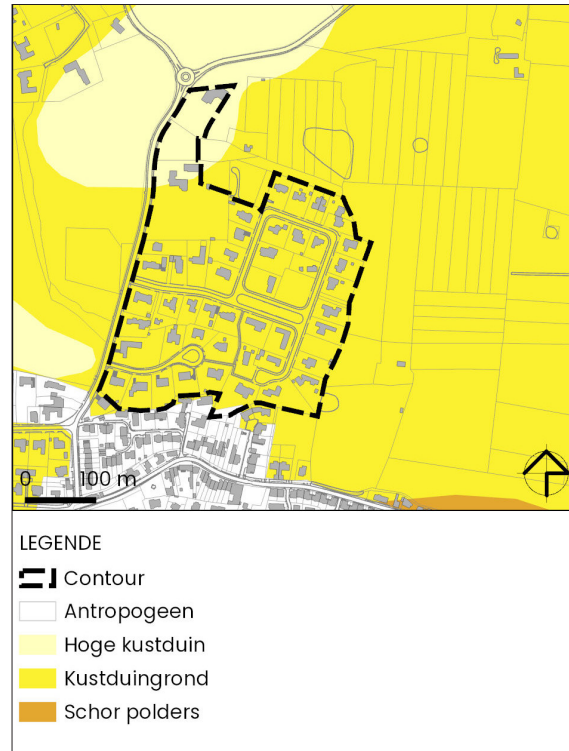 0 100 m
LEGENDE
Contour
Antropogeen
Hoge kustduin
Kustduingrond
Schor polders